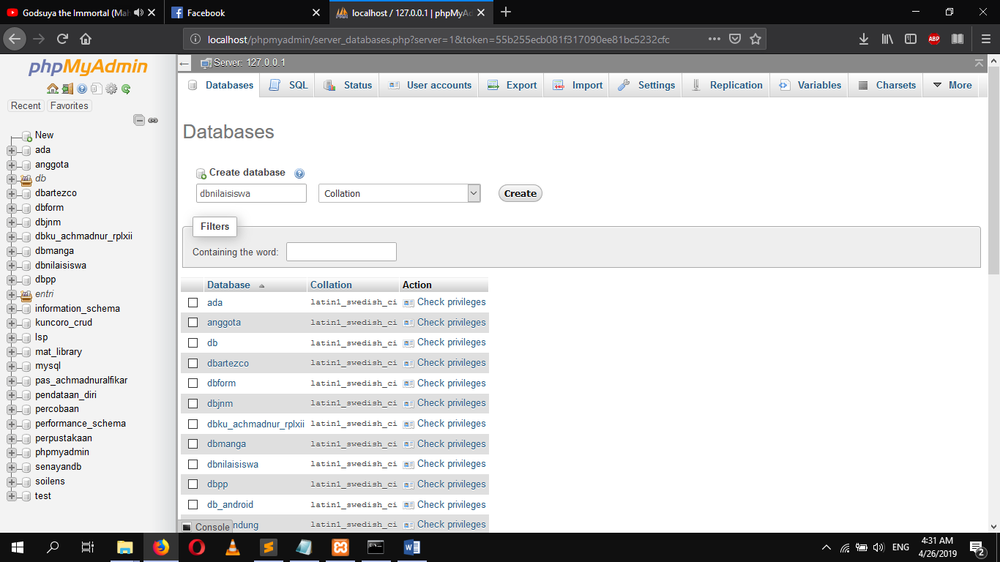 Godsuya the Immortal (Mah
Facebook
localhost / 127.0.0.1 | phpMyAd
localhost/phpmyadmin/server_databases.php?server=1&token=55b255ecb081f317090ee81bc5232cfc
ABP
phpMyAdmin
Recent Favorites
New
ada
anggota
db
dbartezco
dbform
dbjnm
dbku_achmadnur_rplxii
dbmanga
dbnilaisiswa
dbpp
entri
information_schema
kuncoro_crud
lsp
mat_library
mysql
pas_achmadnuralfikar
pendataan_diri
percobaan
performance_schema
perpustakaan
phpmyadmin
senayandb
soilens
test
Server: 127.0.0.1
Databases SQL Status User accounts Export Import Settings Replication Variables Charsets More
Databases
Create database
dbnilaisiswa Collation Create
Filters
Containing the word:
Database Collation Action
ada latin1_swedish_ci Check privileges
anggota latin1_swedish_ci Check privileges
db latin1_swedish_ci Check privileges
dbartezco latin1_swedish_ci Check privileges
dbform latin1_swedish_ci Check privileges
dbjnm latin1_swedish_ci Check privileges
dbku_achmadnur_rplxii latin1_swedish_ci Check privileges
dbmanga latin1_swedish_ci Check privileges
dbnilaisiswa latin1_swedish_ci Check privileges
dbpp latin1_swedish_ci Check privileges
db_android latin1_swedish_ci Check privileges
ndung latin1_swedish_ci Check privileges
Console
ENG
4:31 AM
4/26/2019
2